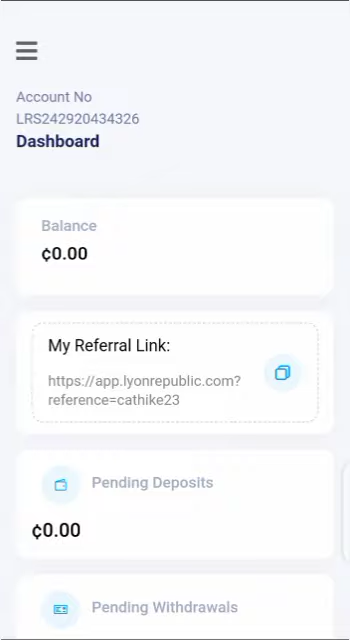 Account No
LRS242920434326
Dashboard
Balance
¢0.00
My Referral Link:
https://app.lyonrepublic.com?
reference=cathike23
Pending Deposits
¢0.00
Pending Withdrawals